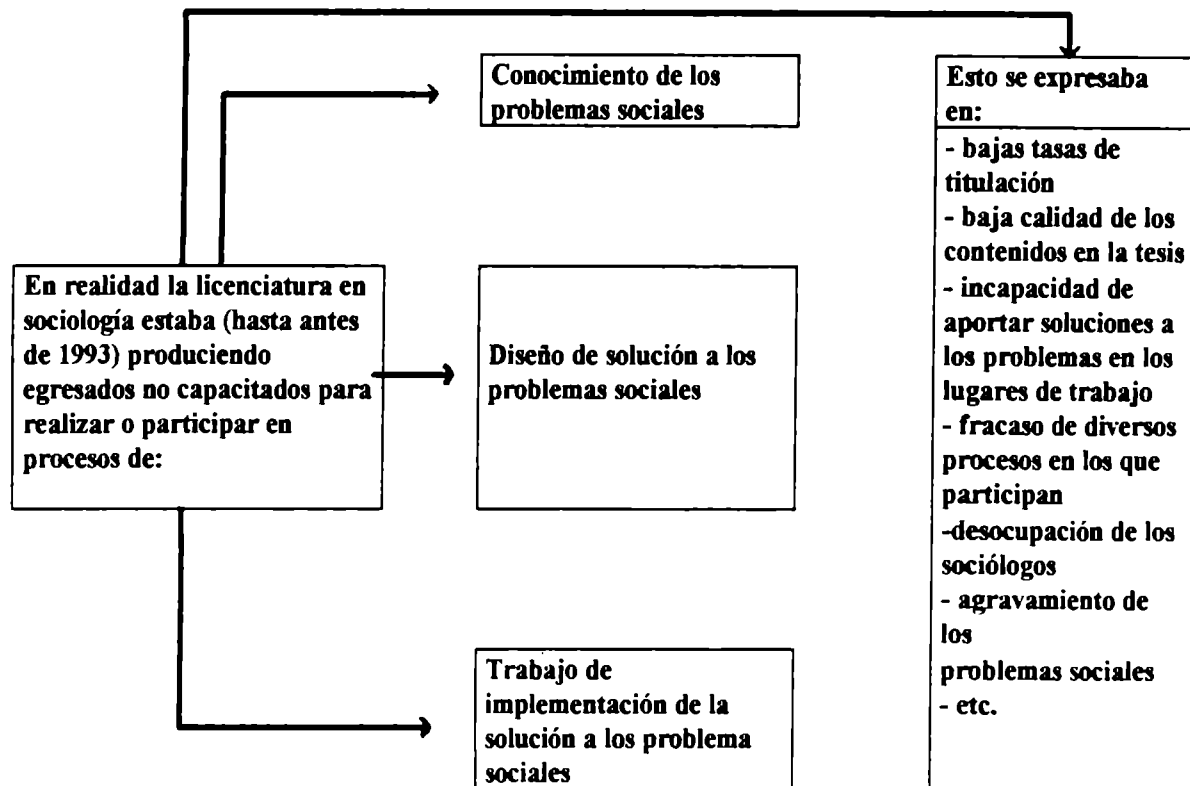 Conocimiento de los
problemas sociales
En realidad la licenciatura en
sociología estaba (hasta antes
de 1993) produciendo
egresados no capacitados para
realizar o participar en
procesos de:
Diseño de solución a los
problemas sociales
Trabajo de
implementación de la
solución a los problema
sociales
Esto se expresaba
en:
- bajas tasas de
titulación
- baja calidad de los
contenidos en la tesis
- incapacidad de
aportar soluciones a
los problemas en los
lugares de trabajo
- fracaso de diversos
procesos en los que
participan
-desocupación de los
sociólogos
- agravamiento de
los
problemas sociales
- etc.